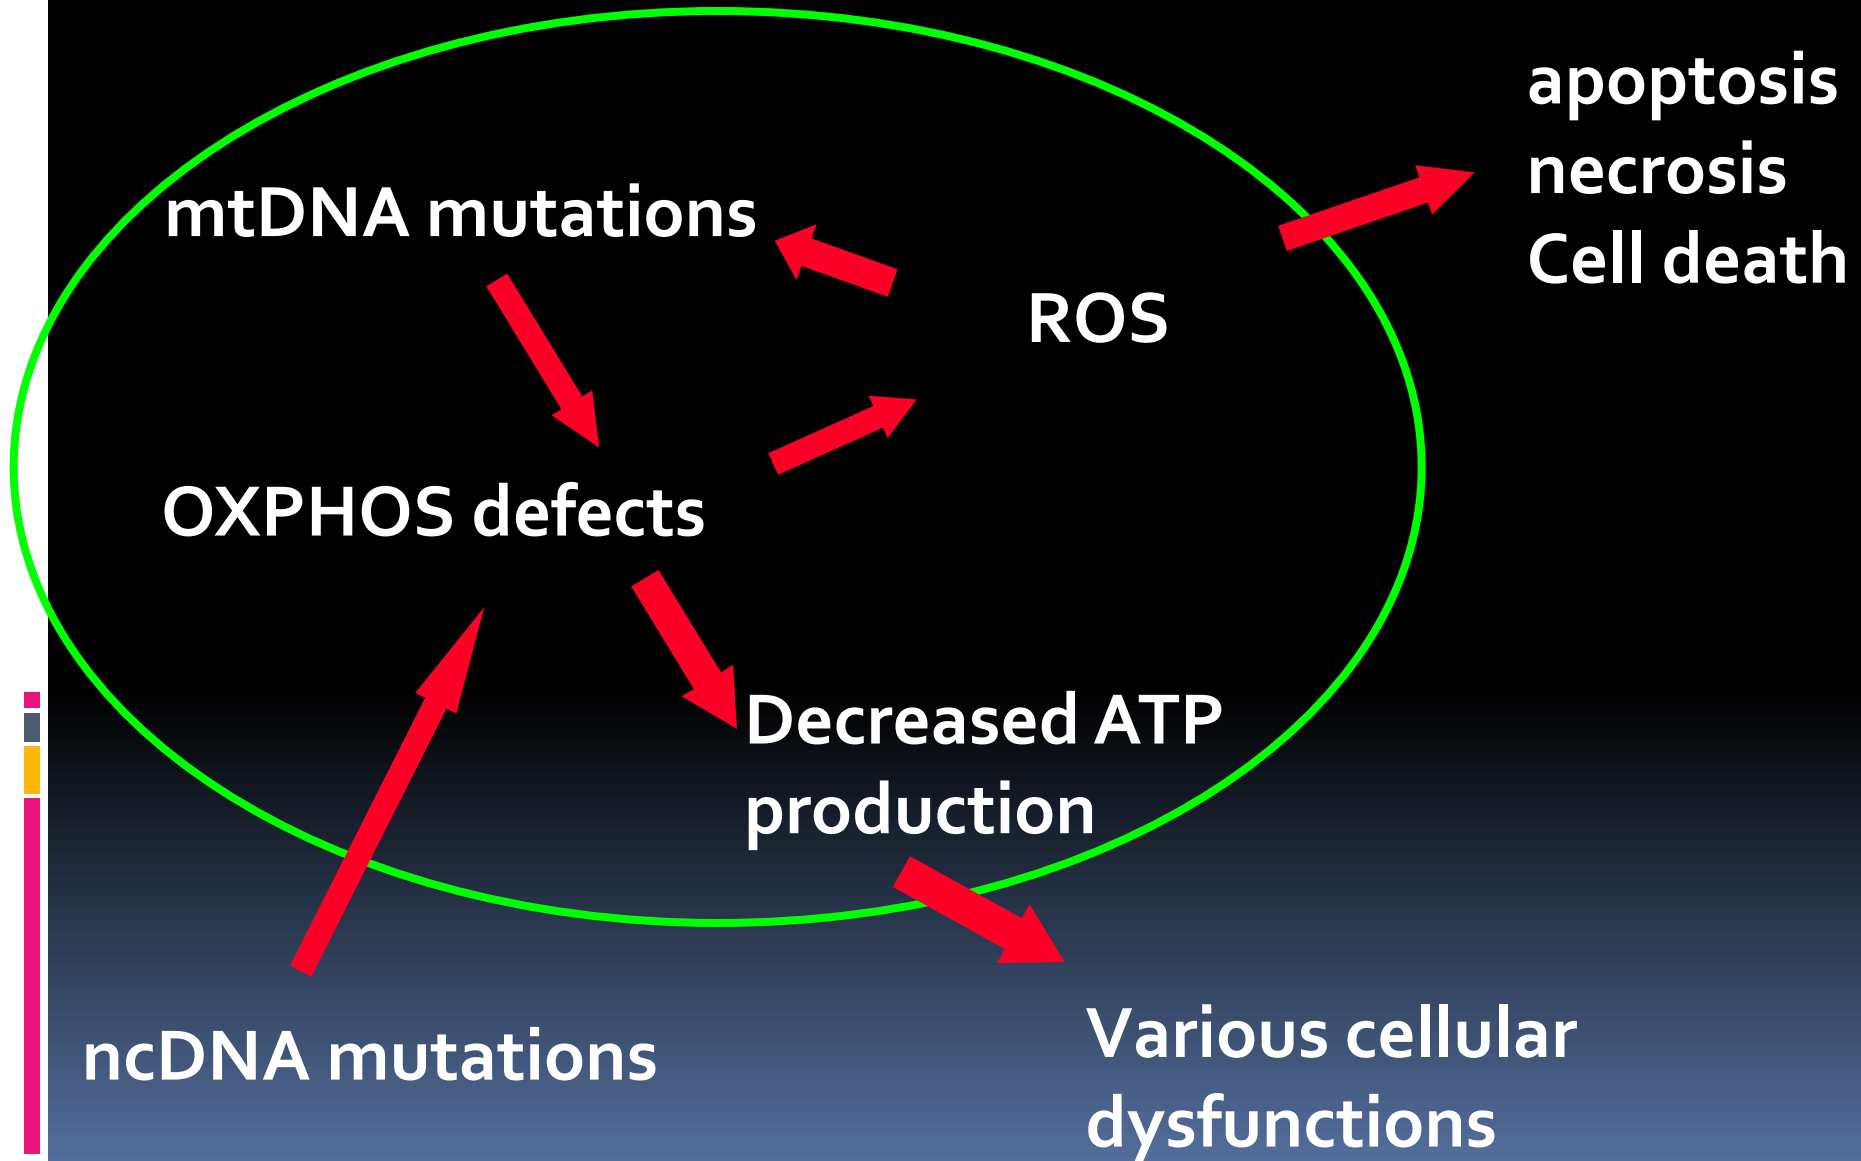 apoptosis
necrosis
Cell death
mtDNA mutations
ROS
OXPHOS defects
Decreased ATP
production
ncDNA mutations
Various cellular
dysfunctions